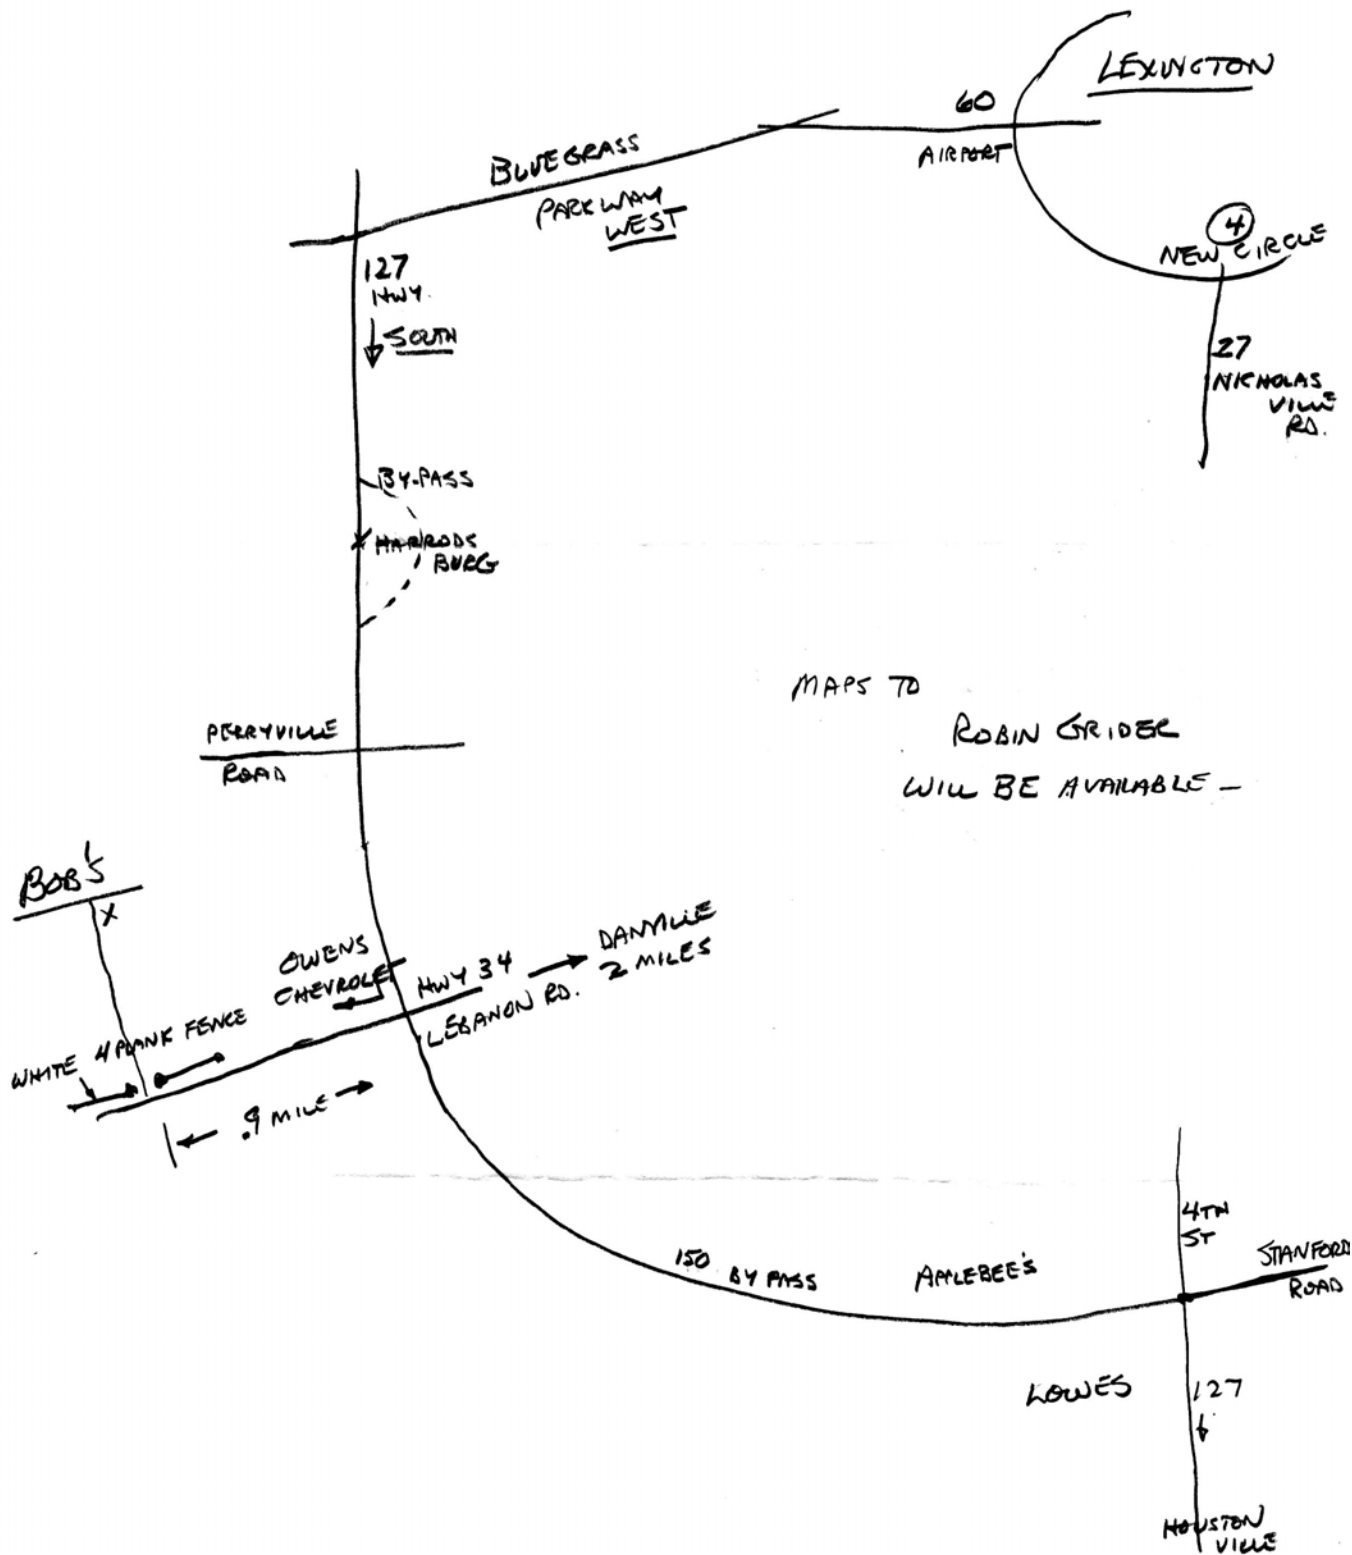 LEXINGTON
60
AIRPORT
BLUEGRASS
PARKWAY
WEST
4
NEW CIRCLE
127
HWY.
SOUTH
27
NICHOLAS
VILLE
RD.
BY-PASS
X HARRODS
BURG
MAPS TO
ROBIN GRIDER
WILL BE AVAILABLE –
PERRYVILLE
ROAD
BOB'S
X
OWENS
CHEVROLET
HWY 34
LEBANON RD.
DANVILLE
2 MILES
WHITE 4 PLANK FENCE
.9 MILE
150 BY PASS
APPLEBEE'S
4TH
ST
STANFORD
ROAD
LOWES
127
HOUSTON
VILLE